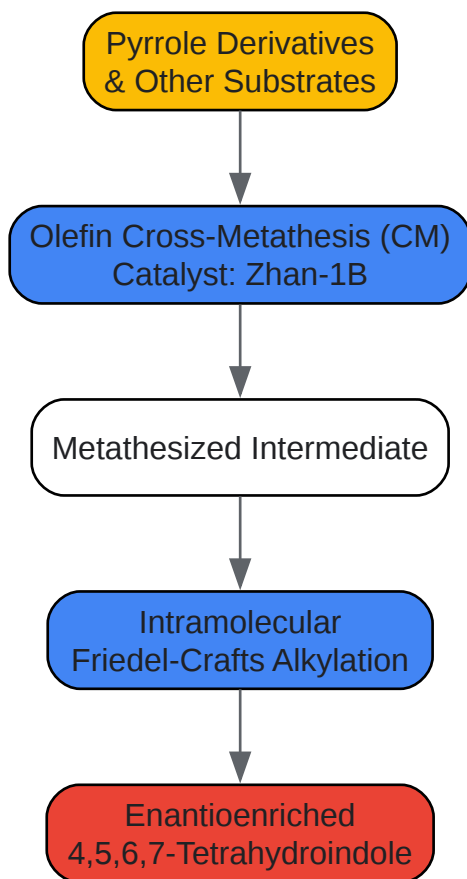 Pyrrole Derivatives
& Other Substrates
Olefin Cross-Metathesis (CM)
Catalyst: Zhan-1B
Metathesized Intermediate
Intramolecular
Friedel-Crafts Alkylation
Enantioenriched
4,5,6,7-Tetrahydroindole